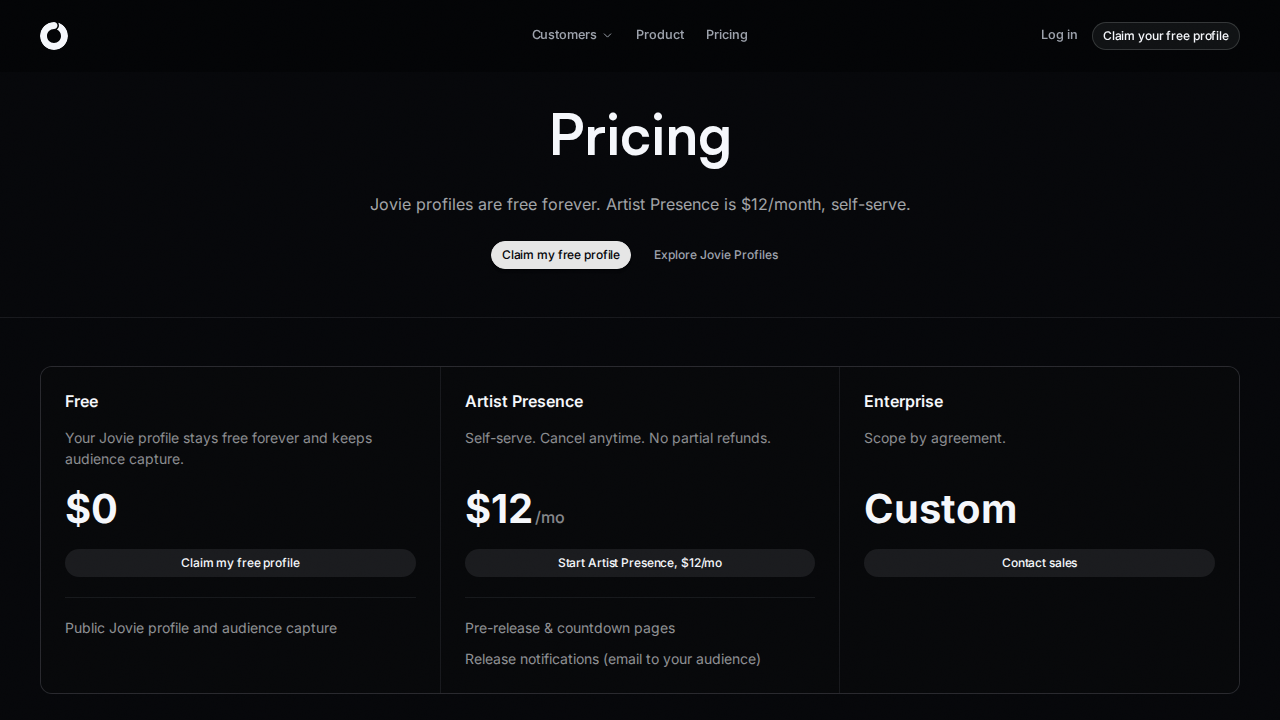 Customers Product Pricing Log in Claim your free profile
Pricing
Jovie profiles are free forever. Artist Presence is $12/month, self-serve.
Claim my free profile Explore Jovie Profiles
Free
Your Jovie profile stays free forever and keeps
audience capture.
$0
Claim my free profile
Public Jovie profile and audience capture
Artist Presence
Self-serve. Cancel anytime. No partial refunds.
$12/mo
Start Artist Presence, $12/mo
Pre-release & countdown pages
Release notifications (email to your audience)
Enterprise
Scope by agreement.
Custom
Contact sales